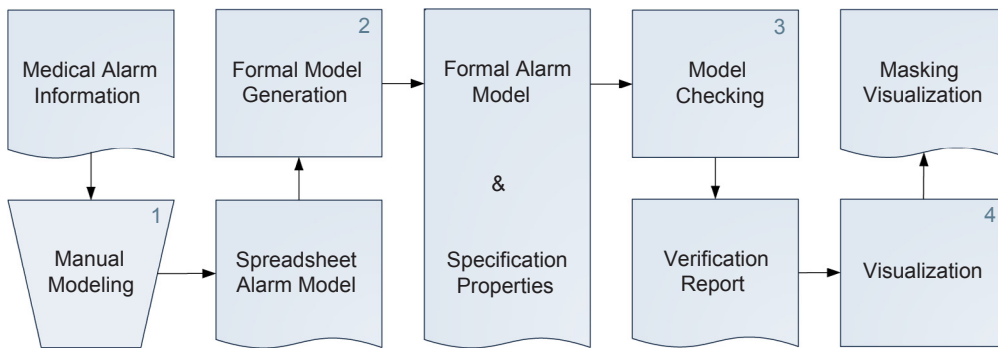 Medical Alarm
Information
1
Manual
Modeling
Spreadsheet
Alarm Model
2
Formal Model
Generation
Formal Alarm
Model
&
Specification
Properties
3
Model
Checking
Verification
Report
4
Visualization
Masking
Visualization